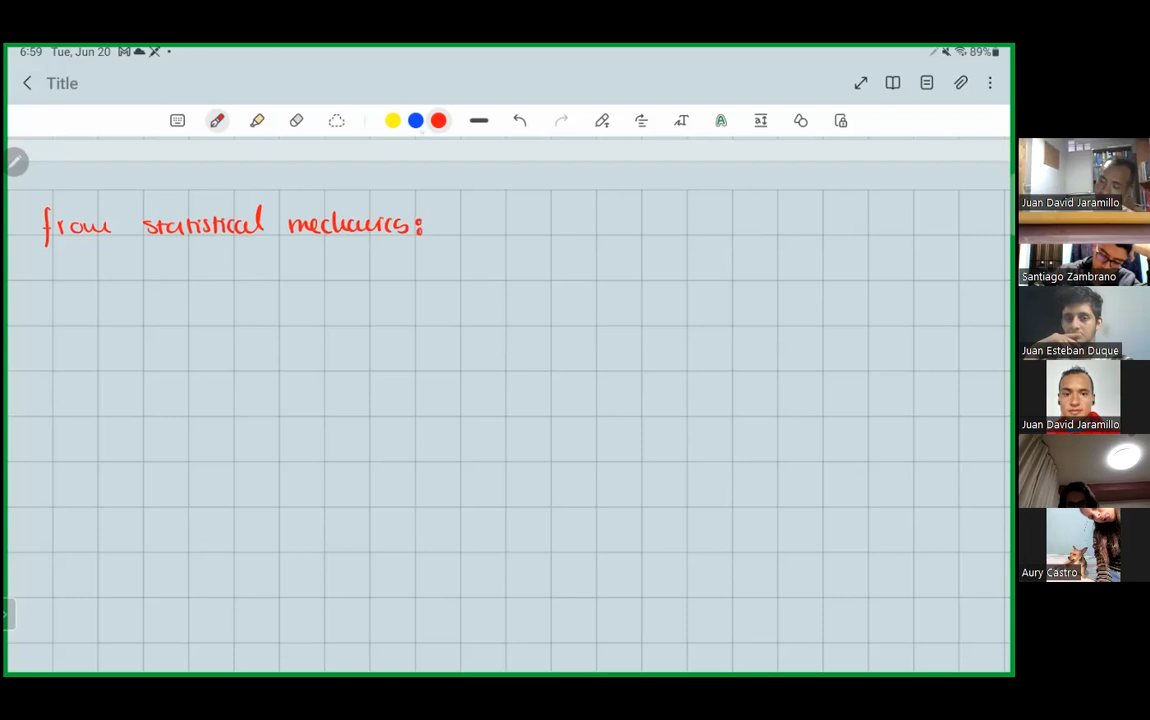 6:59 Tue, Jun 20
89%
Title
from statistical mechanics:
Juan David Jaramillo
Santiago Zambrano
Juan Esteban Duque
Juan David Jaramillo
Aury Castro